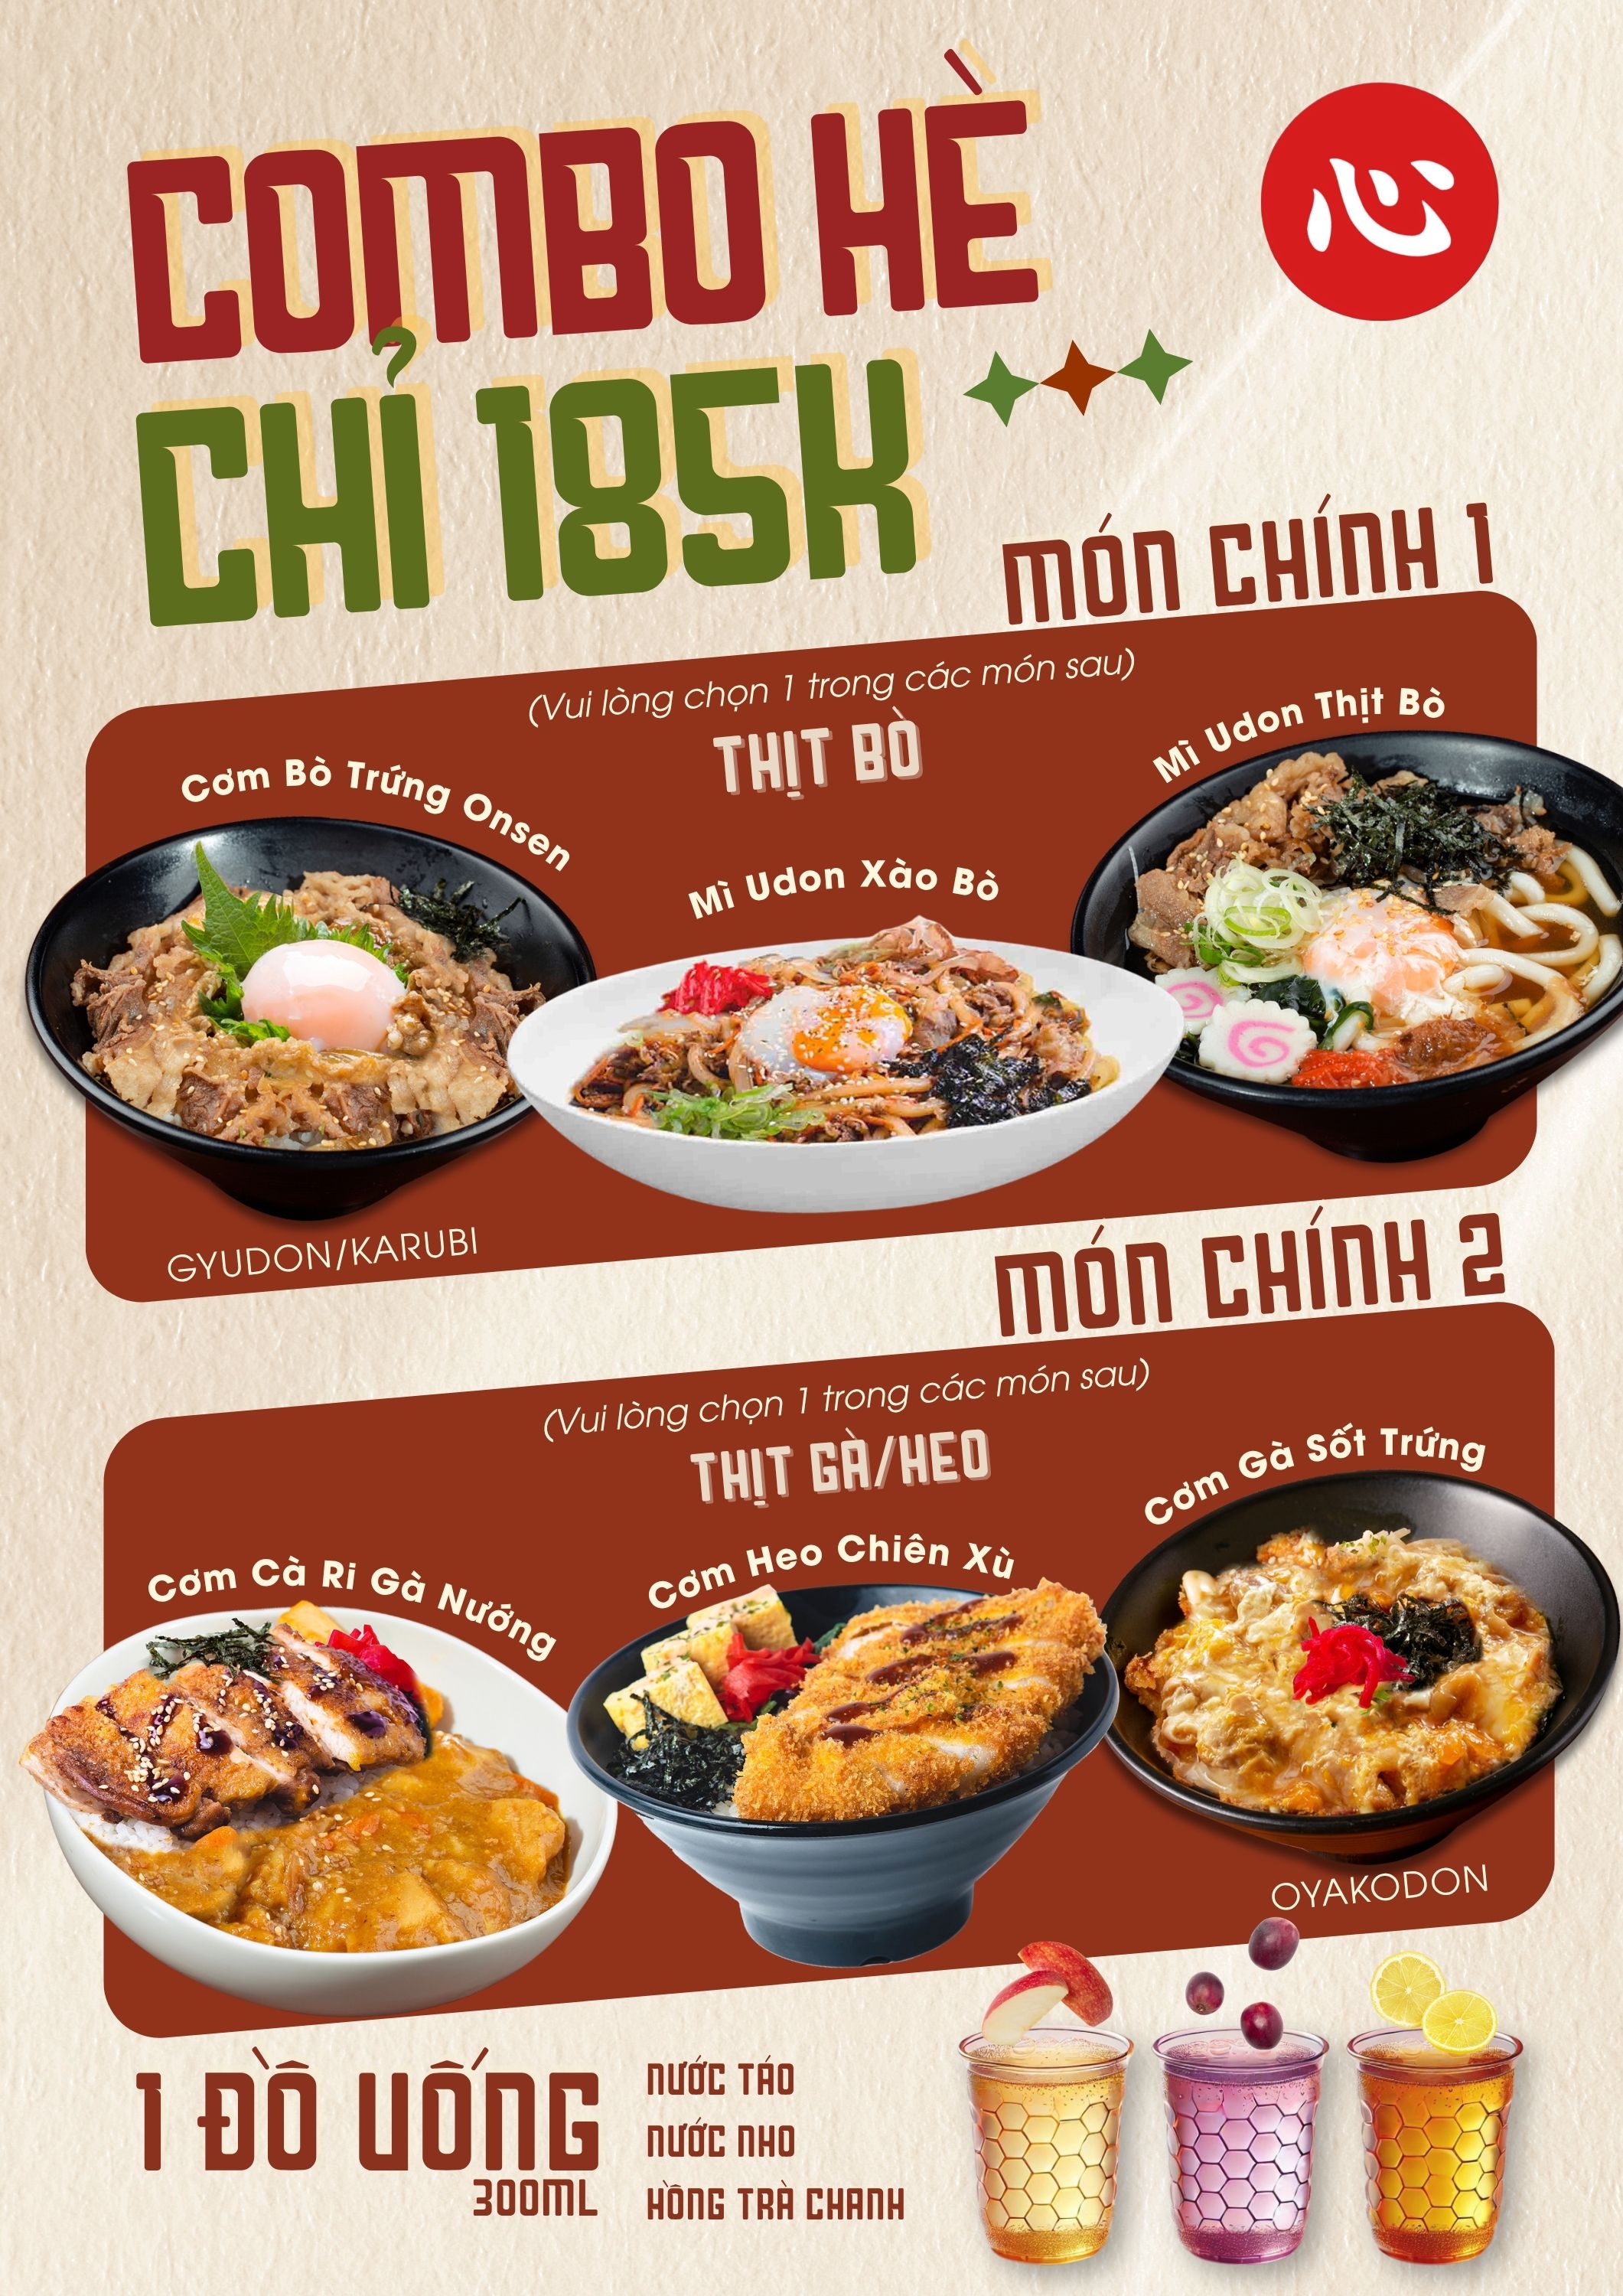 COMBO HÈ
CHỈ 185K
心
MÓN CHÍNH 1
(Vui lòng chọn 1 trong các món sau)
THỊT BÒ
Cơm Bò Trứng Onsen
Mì Udon Xào Bò
Mì Udon Thịt Bò
GYUDON/KARUBI
MÓN CHÍNH 2
(Vui lòng chọn 1 trong các món sau)
THỊT GÀ/HEO
Cơm Cà Ri Gà Nướng
Cơm Heo Chiên Xù
Cơm Gà Sốt Trứng
OYAKODON
1 ĐỒ UỐNG
300ML
NƯỚC TÁO
NƯỚC NHO
HỒNG TRÀ CHANH